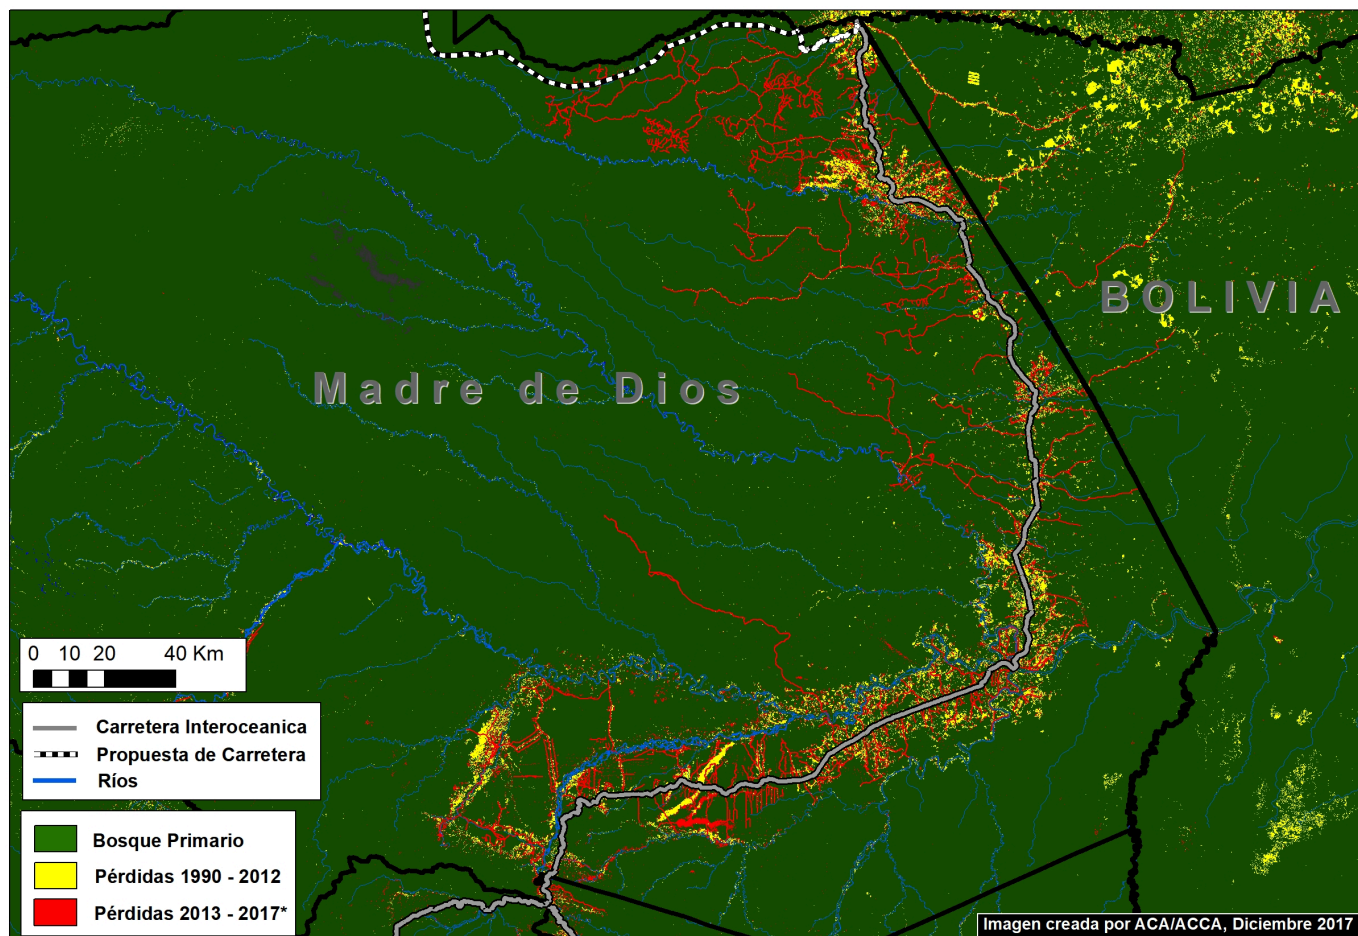 BOLIVIA
Madre de Dios
0 10 20 40 Km
Carretera Interoceanica
Propuesta de Carretera
Ríos
Bosque Primario
Pérdidas 1990 - 2012
Pérdidas 2013 - 2017*
Imagen creada por ACA/ACCA, Diciembre 2017